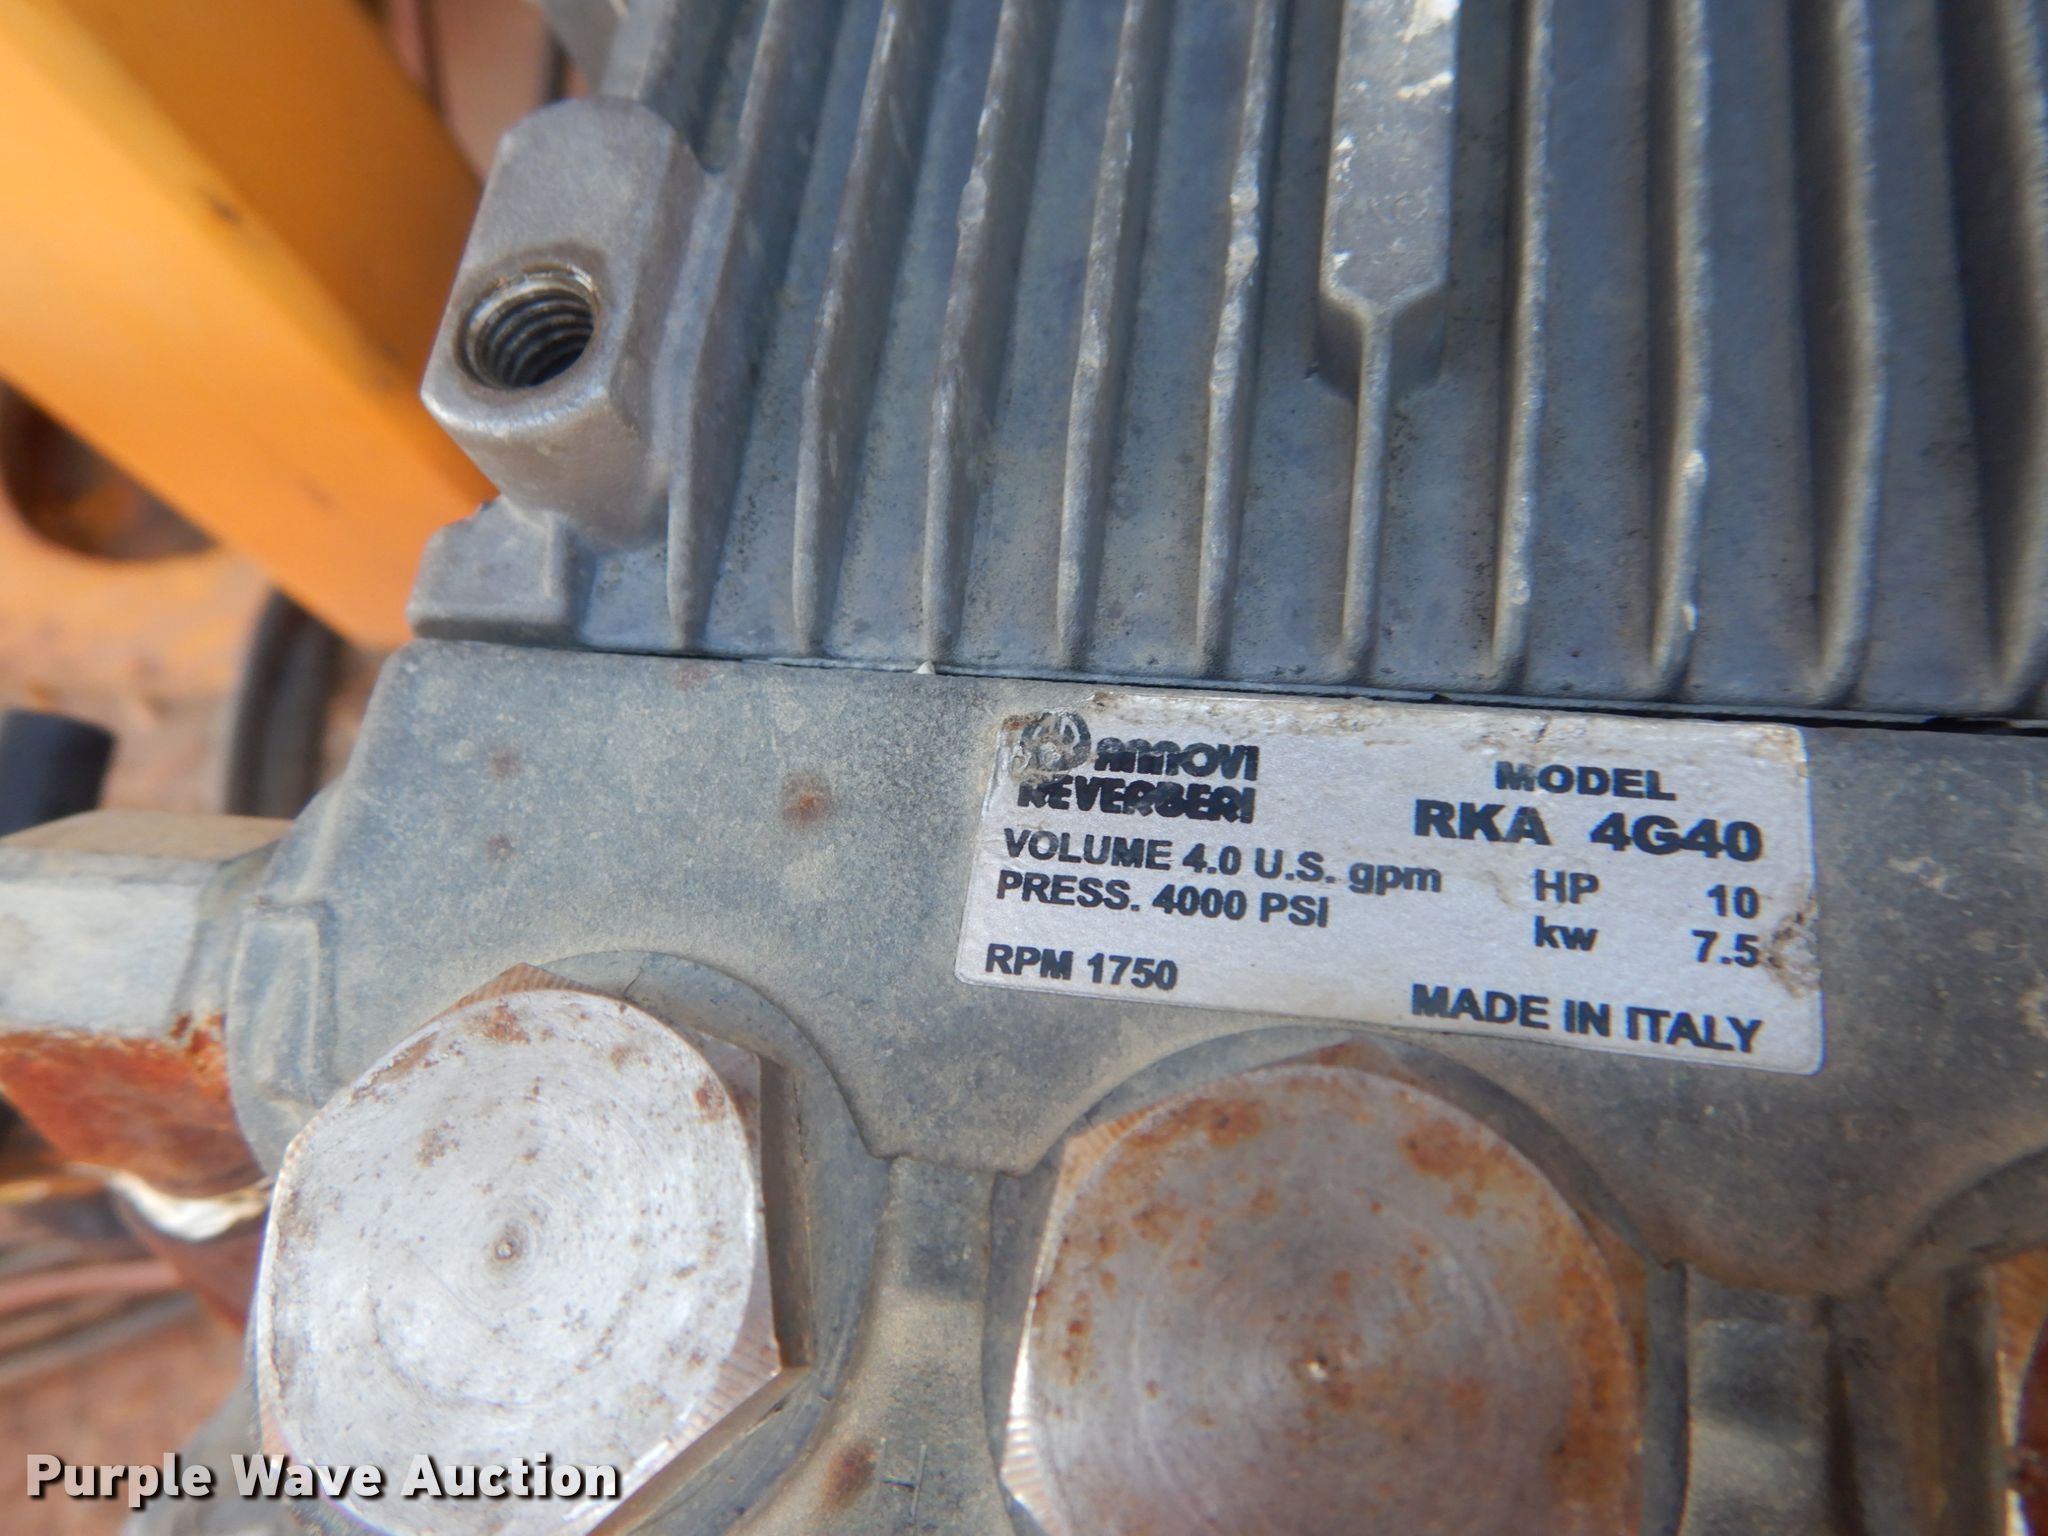 annovi
REVERBERI
MODEL
RKA 4G40
VOLUME 4.0 U.S. gpm
HP 10
PRESS. 4000 PSI
kw 7.5
RPM 1750
MADE IN ITALY
Purple Wave Auction